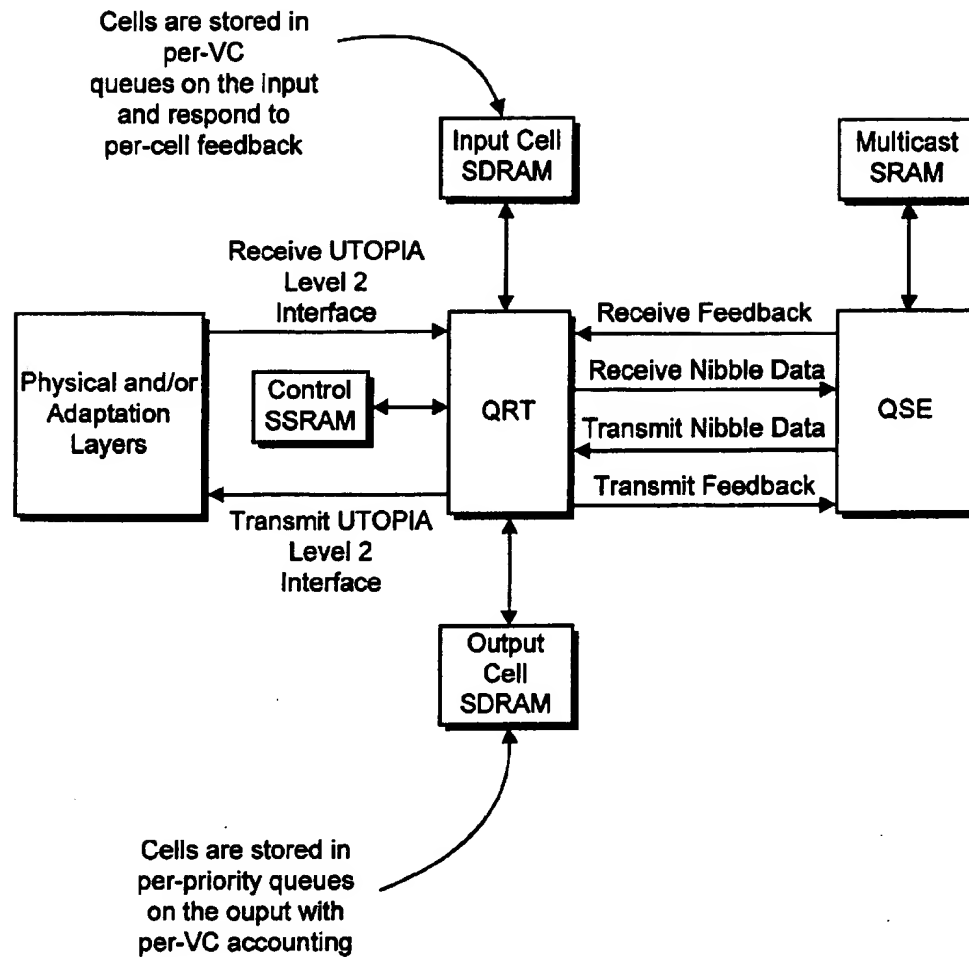 Cells are stored in
per-VC
queues on the input
and respond to
per-cell feedback
Input Cell
SDRAM
Multicast
SRAM
Receive UTOPIA
Level 2
Interface
Receive Feedback
Physical and/or
Adaptation
Layers
Control
SSRAM
QRT
Receive Nibble Data
QSE
Transmit Nibble Data
Transmit Feedback
Transmit UTOPIA
Level 2
Interface
Output
Cell
SDRAM
Cells are stored in
per-priority queues
on the ouput with
per-VC accounting